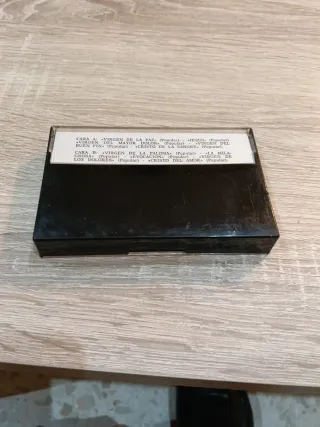 CARA A: «VIRGEN DE LA PAZ» (Popular) - «JESUS» (Popular)
«VIRGEN DEL MAYOR DOLOR» (Popular) - «VIRGEN DEL
BUEN FIN» (Popular) - «CRISTO DE LA SANGRE» (Popular).
CARA B: «VIRGEN DE LA PALOMA» (Popular) - «LA MILA-
GROSA» (Popular) - «EVOCACION» (Popular) - «VIRGEN DE
LOS DOLORES» (Popular) - «CRISTO DEL AMOR» (Popular).